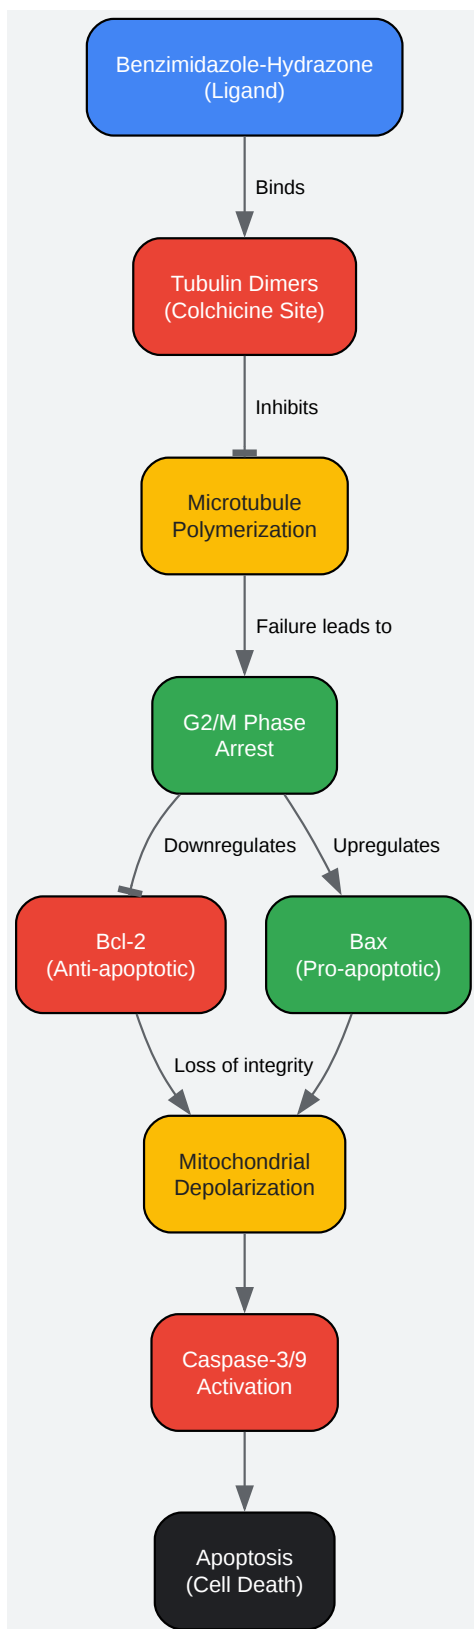 Benzimidazole-Hydrazone
(Ligand)
Binds
Tubulin Dimers
(Colchicine Site)
Inhibits
Microtubule
Polymerization
Failure leads to
G2/M Phase
Arrest
Downregulates
Upregulates
Bcl-2
(Anti-apoptotic)
Bax
(Pro-apoptotic)
Loss of integrity
Mitochondrial
Depolarization
Caspase-3/9
Activation
Apoptosis
(Cell Death)